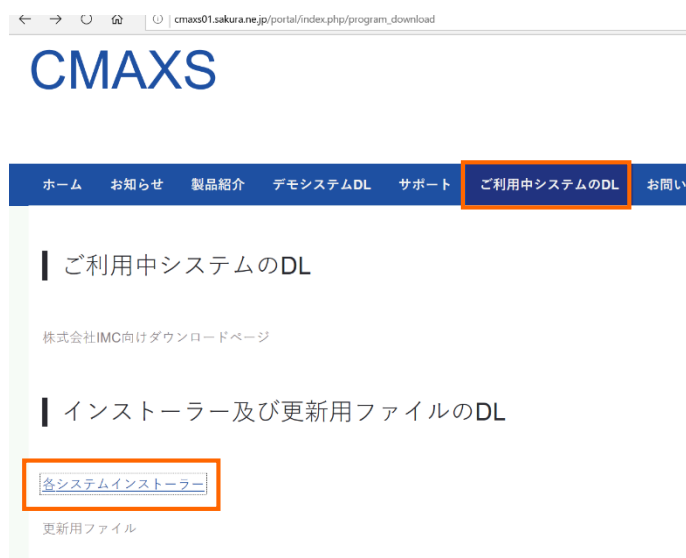 cmaxs01.sakura.ne.jp/portal/index.php/program_download
CMAXS
ホーム お知らせ 製品紹介 デモシステムDL サポート ご利用中システムのDL お問い
ご利用中システムのDL
株式会社IMC向けダウンロードページ
インストーラー及び更新用ファイルのDL
各システムインストーラー
更新用ファイル